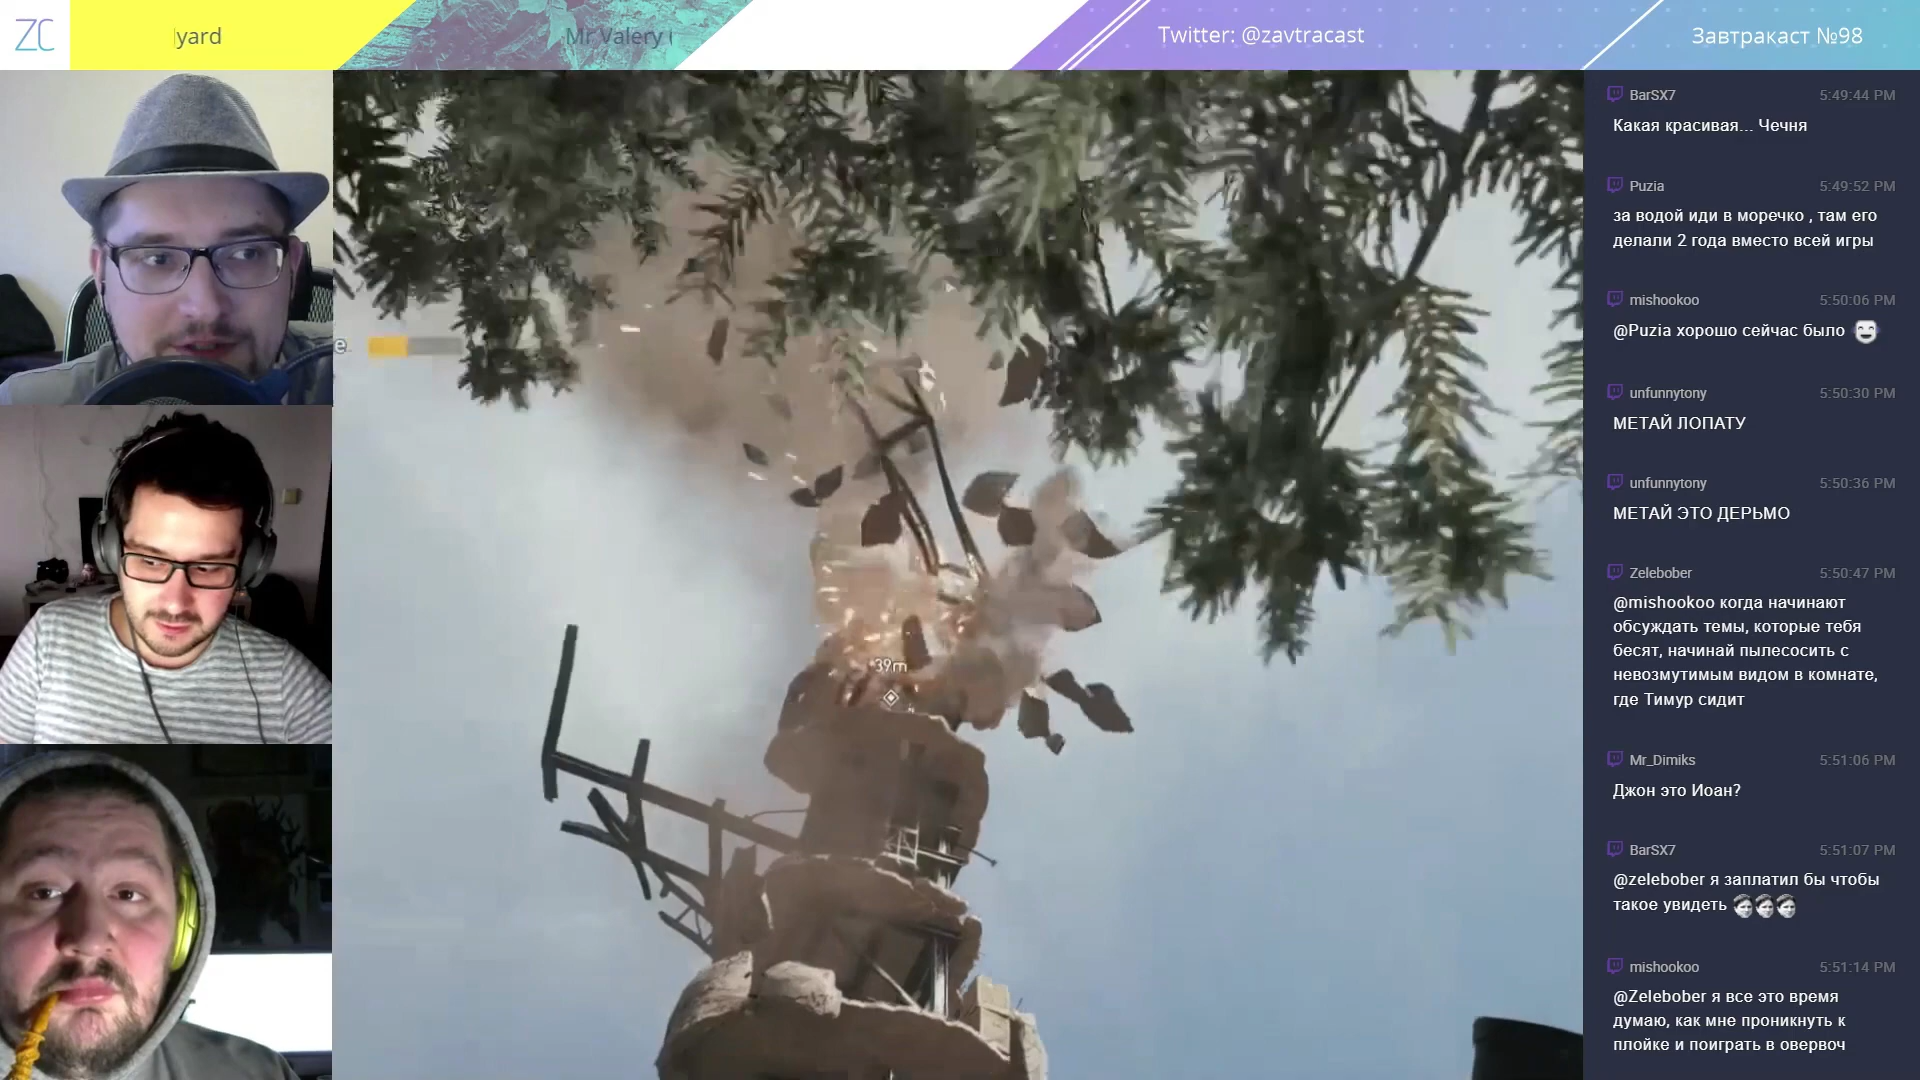 ZC
yard
Mr Valery
Twitter: @zavtracast
Завтракаст №98
BarSX7 5:49:44 PM
Какая красивая... Чечня
Puzia 5:49:52 PM
за водой иди в моречко , там его
делали 2 года вместо всей игры
mishookoo 5:50:06 PM
@Puzia хорошо сейчас было
unfunnytony 5:50:30 PM
МЕТАЙ ЛОПАТУ
unfunnytony 5:50:36 PM
МЕТАЙ ЭТО ДЕРЬМО
Zelebober 5:50:47 PM
@mishookoo когда начинают
обсуждать темы, которые тебя
бесят, начинай пылесосить с
невозмутимым видом в комнате,
где Тимур сидит
Mr_Dimiks 5:51:06 PM
Джон это Иоан?
BarSX7 5:51:07 PM
@zelebober я заплатил бы чтобы
такое увидеть
mishookoo 5:51:14 PM
@Zelebober я все это время
думаю, как мне проникнуть к
плойке и поиграть в овервоч
e.
39m